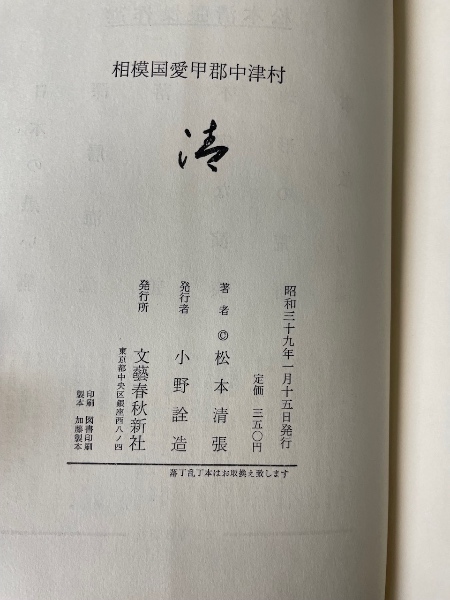 相模国愛甲郡中津村
清
昭和三十九年一月十五日発行
定価 三五〇円
著者 © 松本清張
発行者 小野詮造
発行所 文藝春秋新社
東京都中央区銀座西八ノ四
印刷 図書印刷
製本 加藤製本
落丁乱丁本はお取換え致します